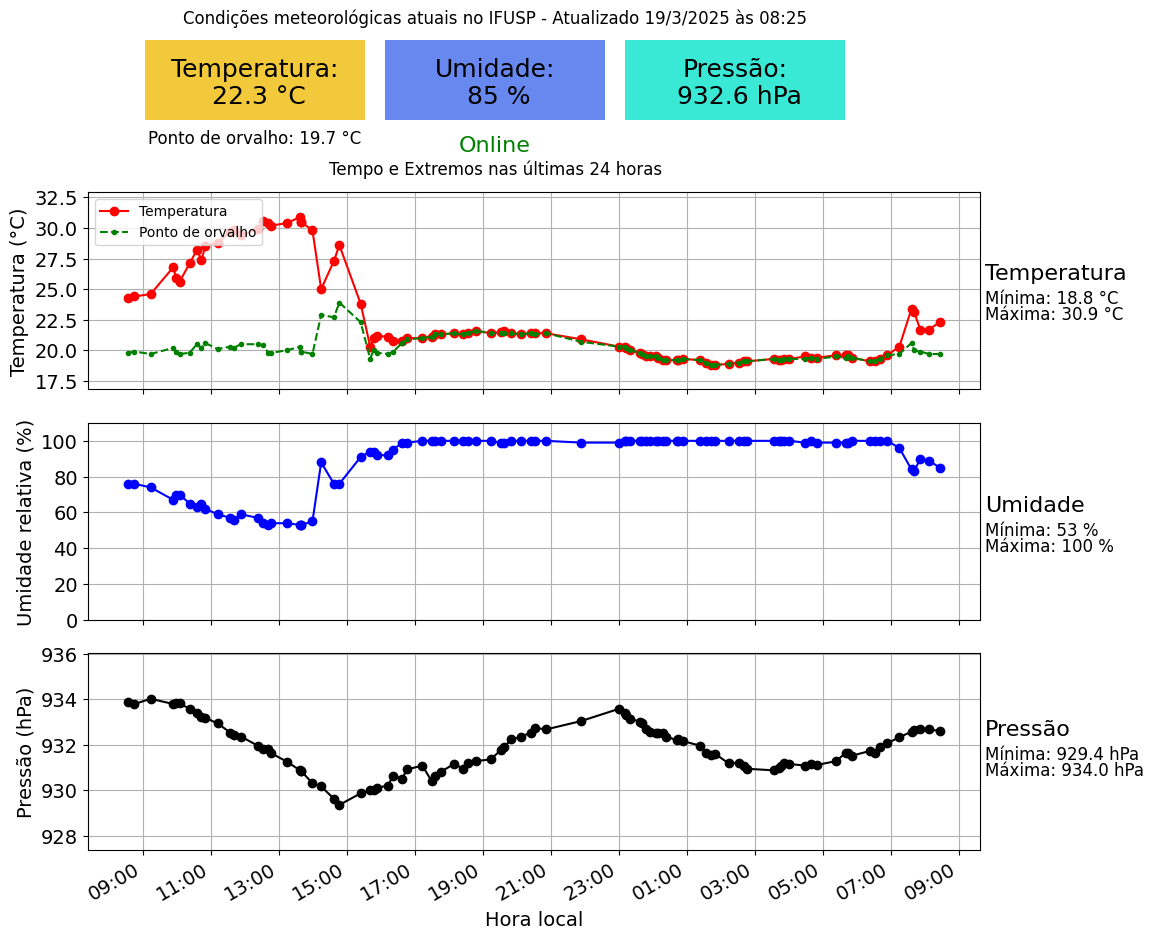 Condições meteorológicas atuais no IFUSP - Atualizado 19/3/2025 às 08:25
Temperatura:
22.3 °C
Umidade:
85 %
Pressão:
932.6 hPa
Ponto de orvalho: 19.7 °C
Online
Tempo e Extremos nas últimas 24 horas
Temperatura (°C)
32.5
30.0
27.5
25.0
22.5
20.0
17.5
Temperatura
Ponto de orvalho
Temperatura
Mínima: 18.8 °C
Máxima: 30.9 °C
Umidade relativa (%)
100
80
60
40
20
0
Umidade
Mínima: 53 %
Máxima: 100 %
Pressão (hPa)
936
934
932
930
928
Pressão
Mínima: 929.4 hPa
Máxima: 934.0 hPa
09:00 11:00 13:00 15:00 17:00 19:00 21:00 23:00 01:00 03:00 05:00 07:00 09:00
Hora local